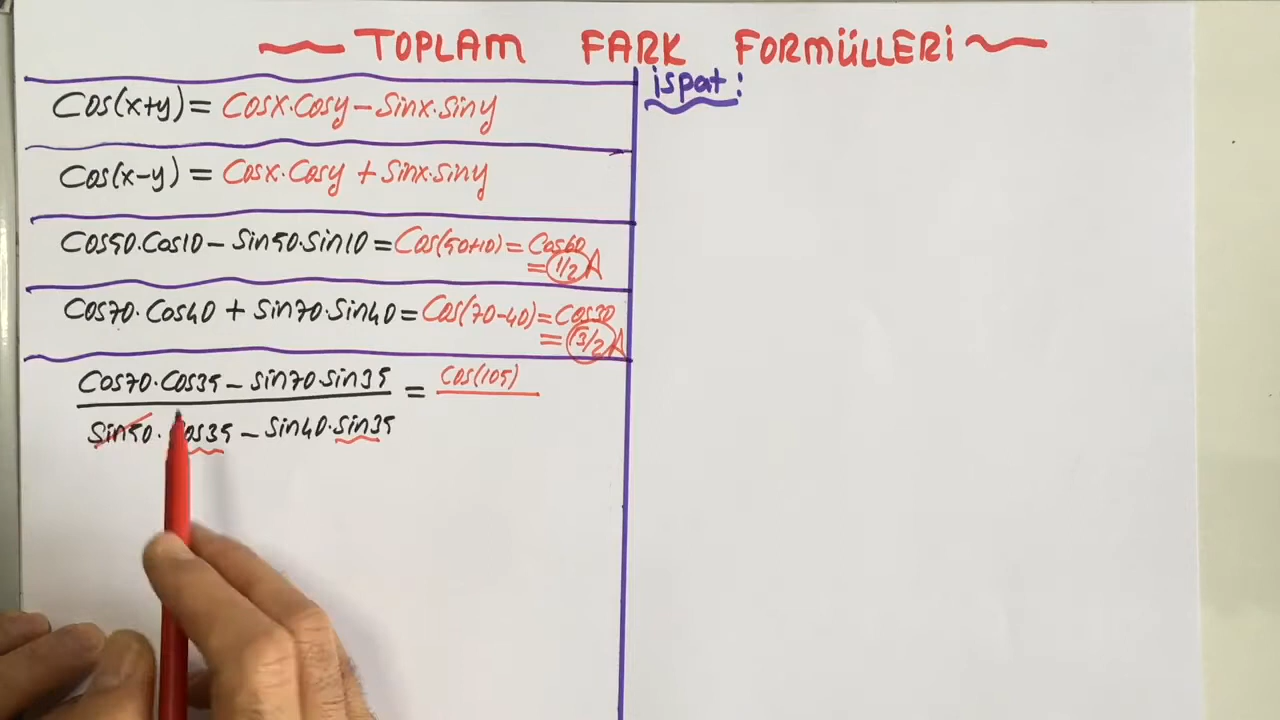 TOPLAM FARK FORMÜLLERİ
Cos(x+y) = Cosx.Cosy - Sinx.Siny
Cos(x-y) = Cosx.Cosy + Sinx.Siny
Cos50.Cos10 - Sin50.Sin10 = Cos(50+10) = Cos60
= 1/2 A
Cos70.Cos40 + Sin70.Sin40 = Cos(70-40) = Cos30
= √3/2 A
Cos70.Cos35 - Sin70.Sin35 = Cos(105)
Sin50. Cos35 - Sin40.Sin35
ispat: